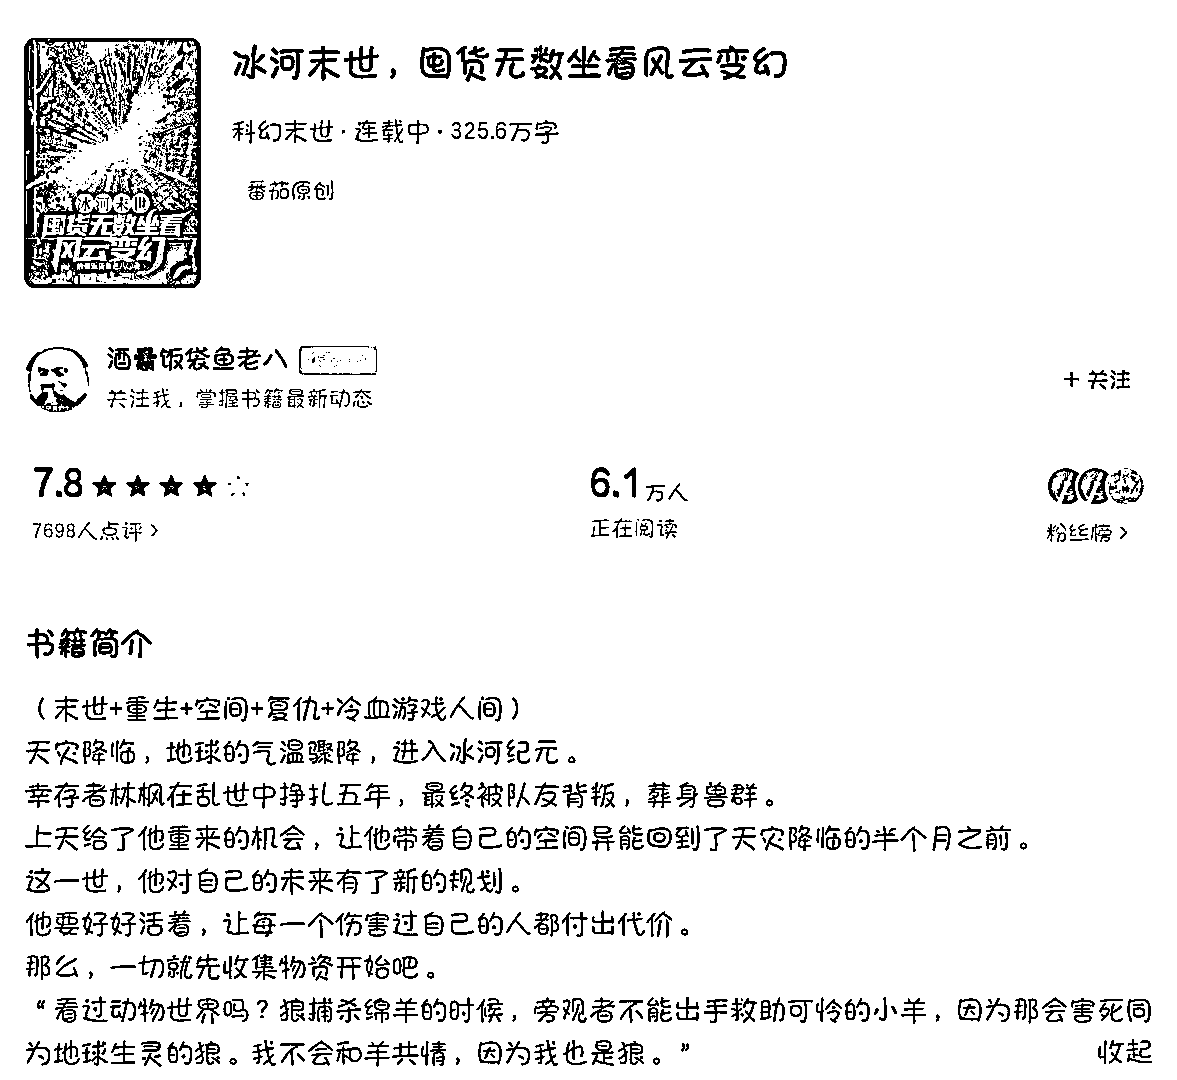 冰河末世，囤货无数坐看风云变幻
科幻末世·连载中·325.6万字
番茄原创
冰河末世
囤货无数坐看
风云变幻
酒囊饭袋鱼老八
关注我，掌握书籍最新动态
+ 关注
7.8
6.1万人
7698人点评 >
正在阅读
粉丝榜 >
书籍简介
（末世+重生+空间+复仇+冷血游戏人间）
天灾降临，地球的气温骤降，进入冰河纪元。
幸存者林枫在乱世中挣扎五年，最终被队友背叛，葬身兽群。
上天给了他重来的机会，让他带着自己的空间异能回到了天灾降临的半个月之前。
这一世，他对自己的未来有了新的规划。
他要好好活着，让每一个伤害过自己的人都付出代价。
那么，一切就先收集物资开始吧。
“看过动物世界吗？狼捕杀绵羊的时候，旁观者不能出手救助可怜的小羊，因为那会害死同
为地球生灵的狼。我不会和羊共情，因为我也是狼。”
收起